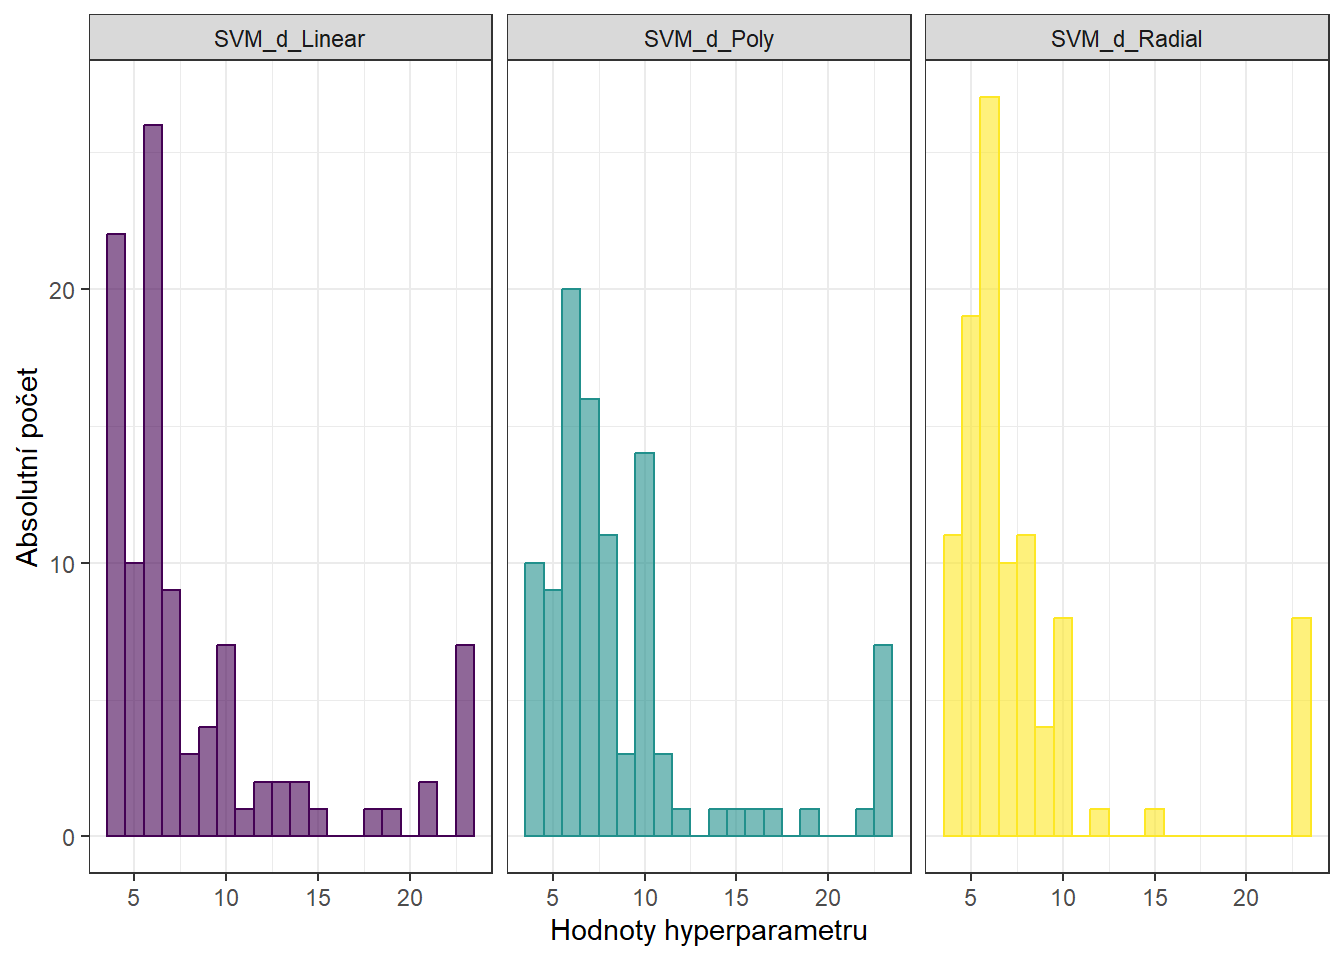 SVM_d_Linear SVM_d_Poly SVM_d_Radial
Absolutní počet
20
10
0
5 10 15 20 5 10 15 20 5 10 15 20
Hodnoty hyperparametru